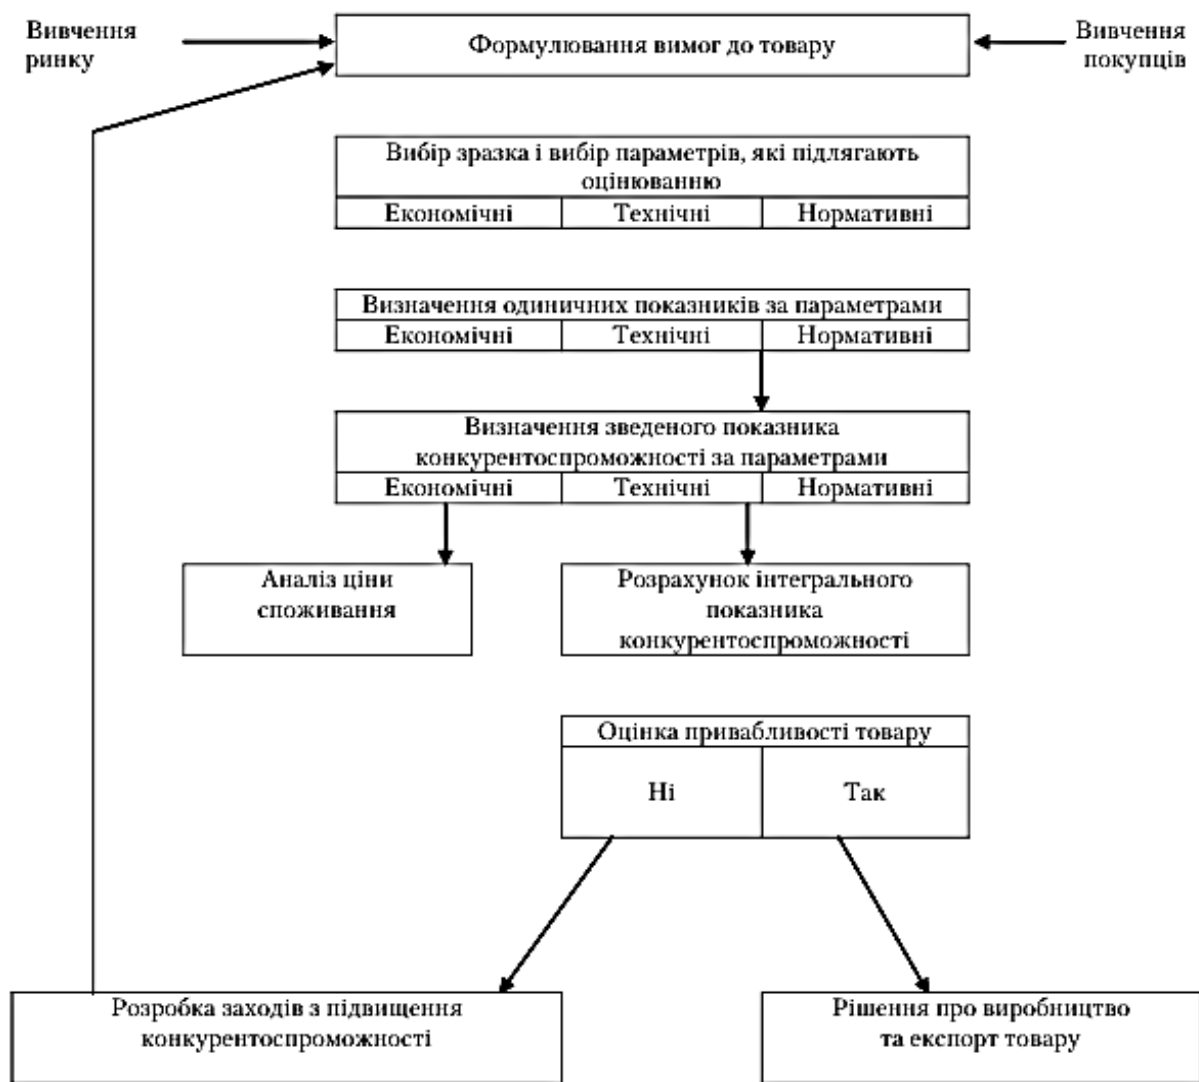 Вивчення
ринку
Формулювання вимог до товару
Вивчення
покупців
Вибір зразка і вибір параметрів, які підлягають
оцінюванню
Економічні Технічні Нормативні
Визначення одиничних показників за параметрами
Економічні Технічні Нормативні
Визначення зведеного показника
конкурентоспроможності за параметрами
Економічні Технічні Нормативні
Аналіз ціни
споживання
Розрахунок інтегрального
показника
конкурентоспроможності
Оцінка привабливості товару
Ні Так
Розробка заходів з підвищення
конкурентоспроможності
Рішення про виробництво
та експорт товару